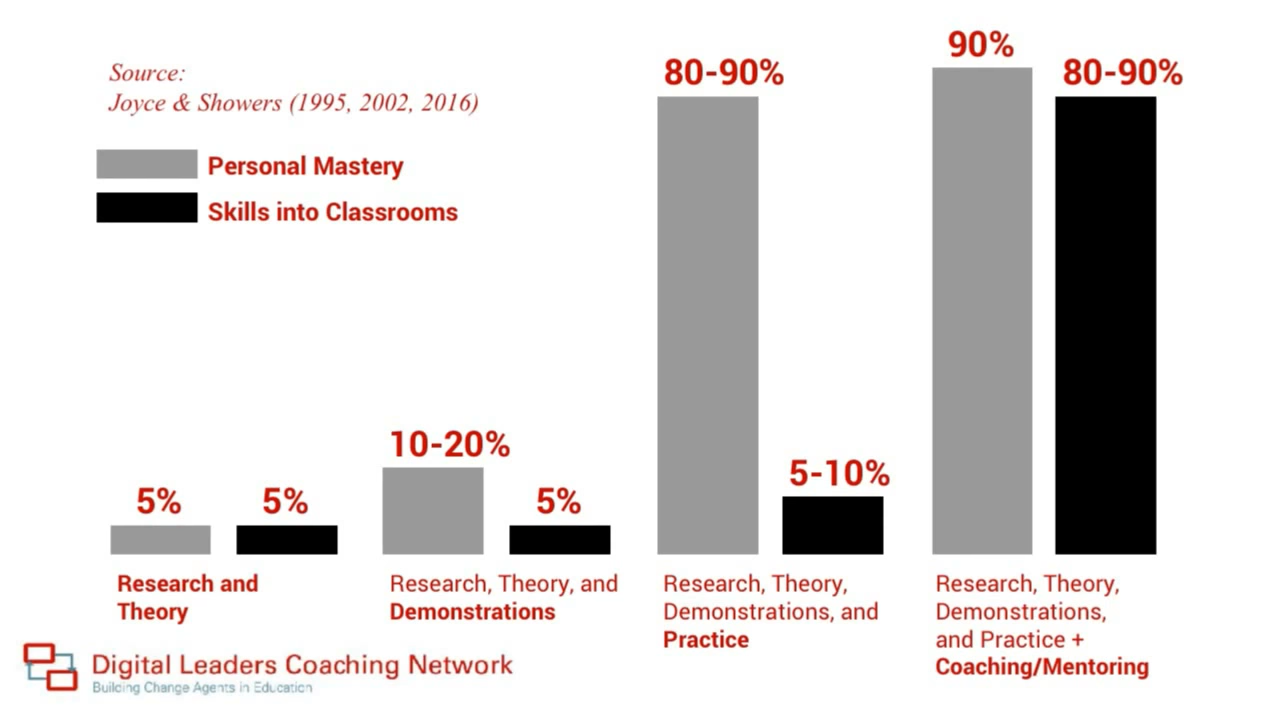 Source:
Joyce & Showers (1995, 2002, 2016)
Personal Mastery
Skills into Classrooms
5%
5%
Research and
Theory
10-20%
5%
Research, Theory, and
Demonstrations
80-90%
5-10%
Research, Theory,
Demonstrations, and
Practice
90%
80-90%
Research, Theory,
Demonstrations,
and Practice +
Coaching/Mentoring
Digital Leaders Coaching Network
Building Change Agents in Education